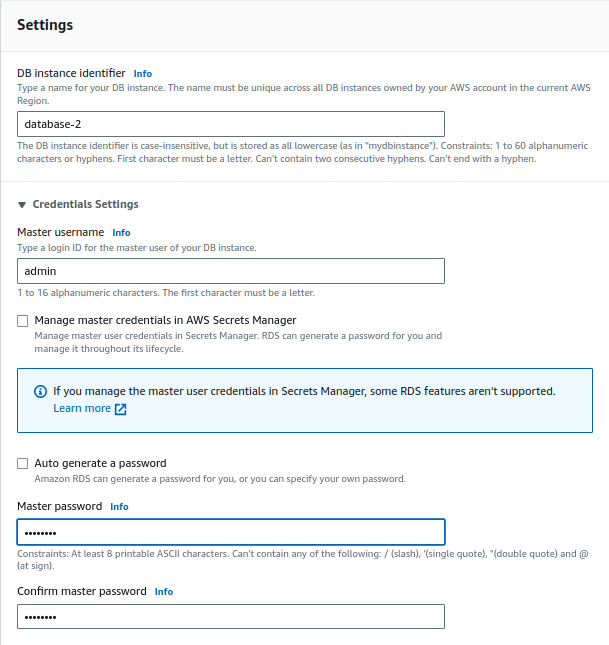 Settings
DB instance identifier Info
Type a name for your DB instance. The name must be unique across all DB instances owned by your AWS account in the current AWS
Region.
database-2
The DB instance identifier is case-insensitive, but is stored as all lowercase (as in "mydbinstance"). Constraints: 1 to 60 alphanumeric
characters or hyphens. First character must be a letter. Can't contain two consecutive hyphens. Can't end with a hyphen.
Credentials Settings
Master username Info
Type a login ID for the master user of your DB instance.
admin
1 to 16 alphanumeric characters. The first character must be a letter.
Manage master credentials in AWS Secrets Manager
Manage master user credentials in Secrets Manager. RDS can generate a password for you and
manage it throughout its lifecycle.
If you manage the master user credentials in Secrets Manager, some RDS features aren't supported.
Learn more
Auto generate a password
Amazon RDS can generate a password for you, or you can specify your own password.
Master password Info
••••••••
Constraints: At least 8 printable ASCII characters. Can't contain any of the following: / (slash), '(single quote), "(double quote) and @
(at sign).
Confirm master password Info
••••••••